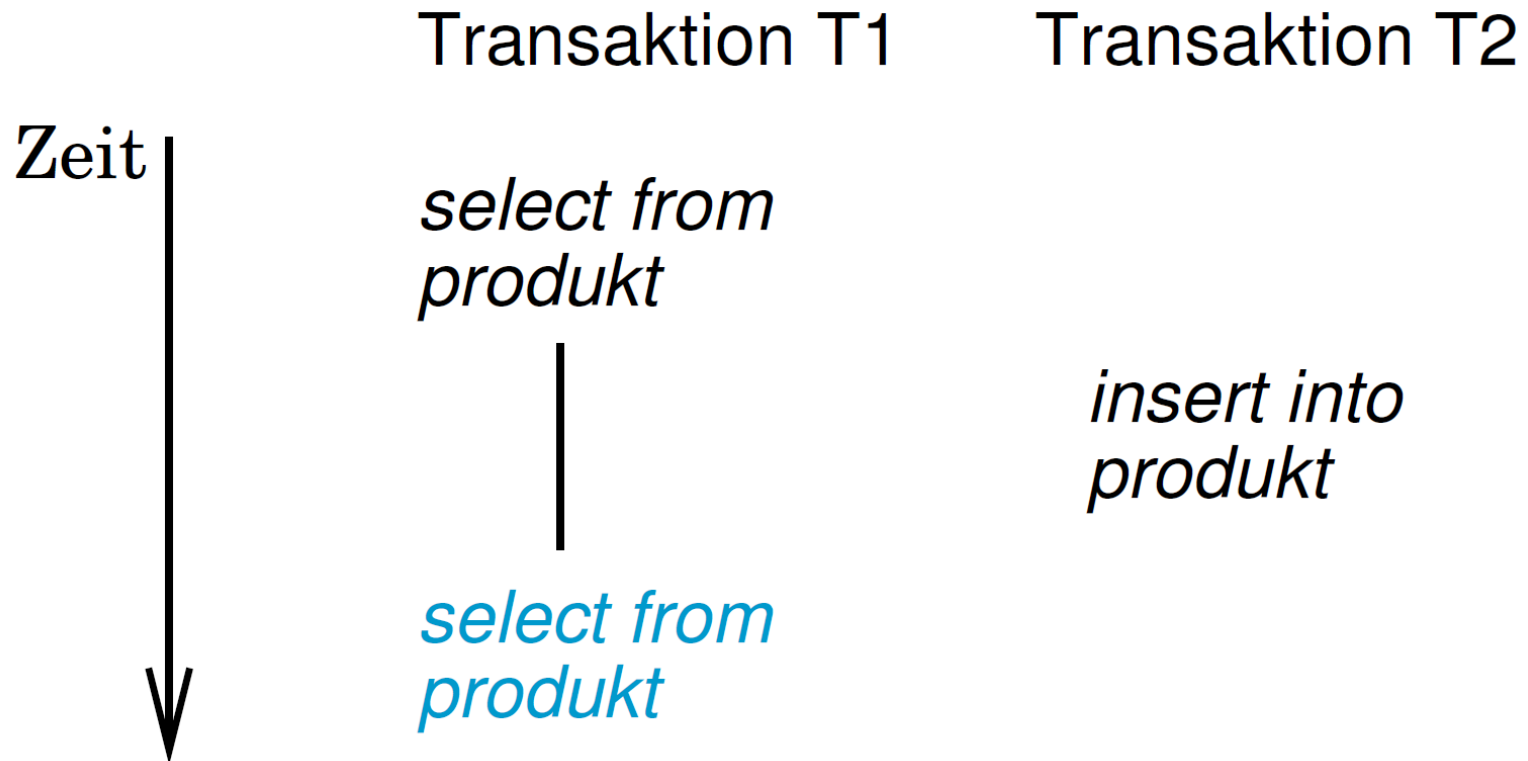 Transaktion T1 Transaktion T2
Zeit
select from
produkt
insert into
produkt
select from
produkt